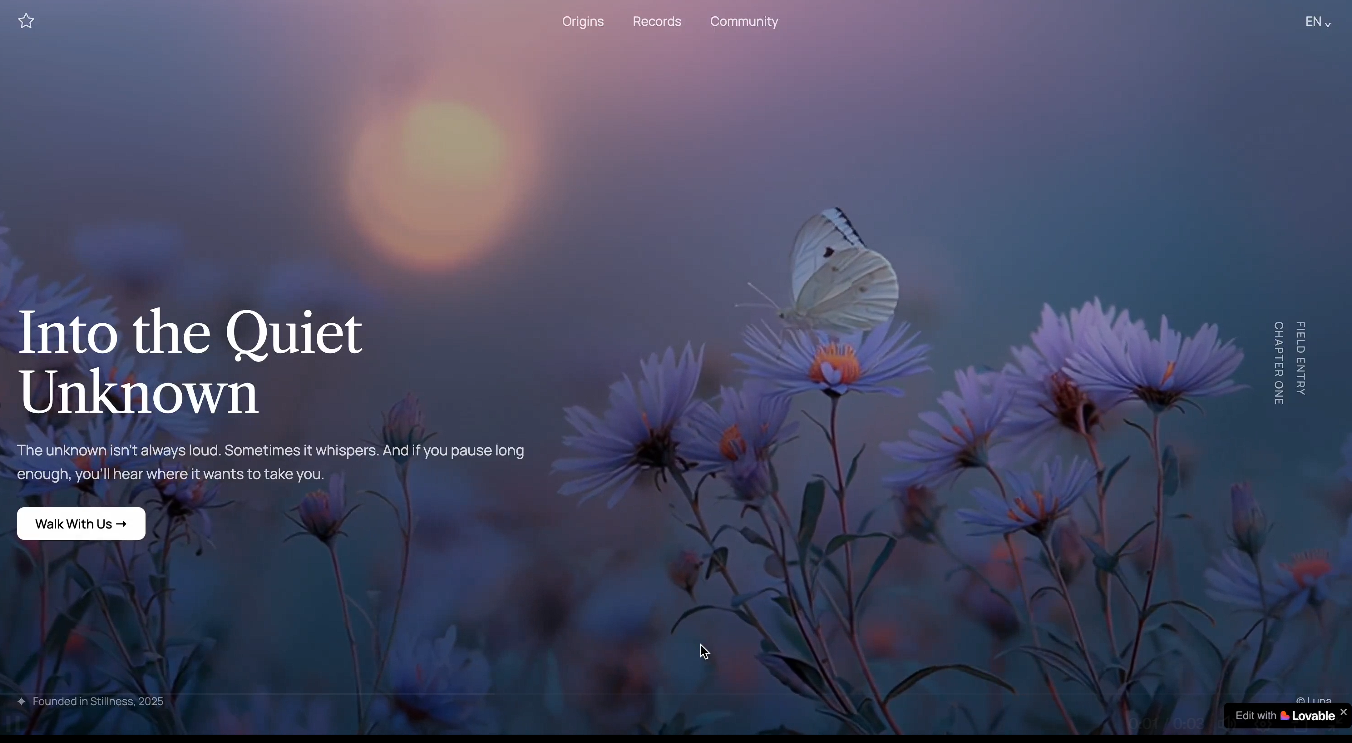 Origins
Records
Community
EN
Into the Quiet
Unknown
The unknown isn't always loud. Sometimes it whispers. And if you pause long
enough, you'll hear where it wants to take you.
Walk With Us →
FIELD ENTRY
CHAPTER ONE
Founded in Stillness, 2025
© Luna
Edit with Lovable